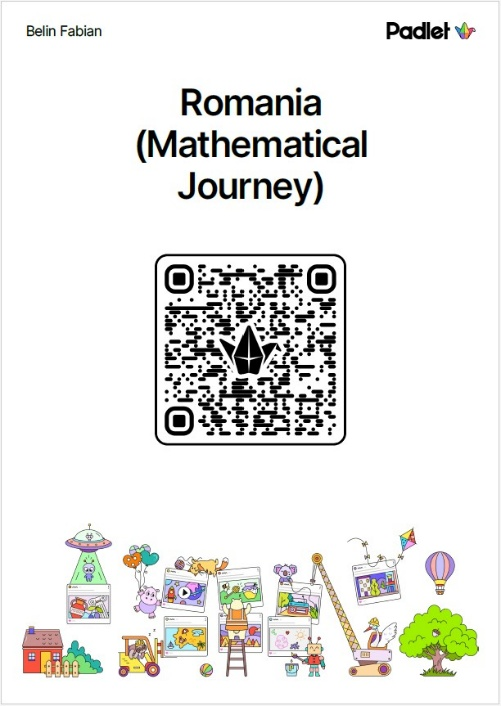 Belin Fabian
Padlet
Romania
(Mathematical
Journey)